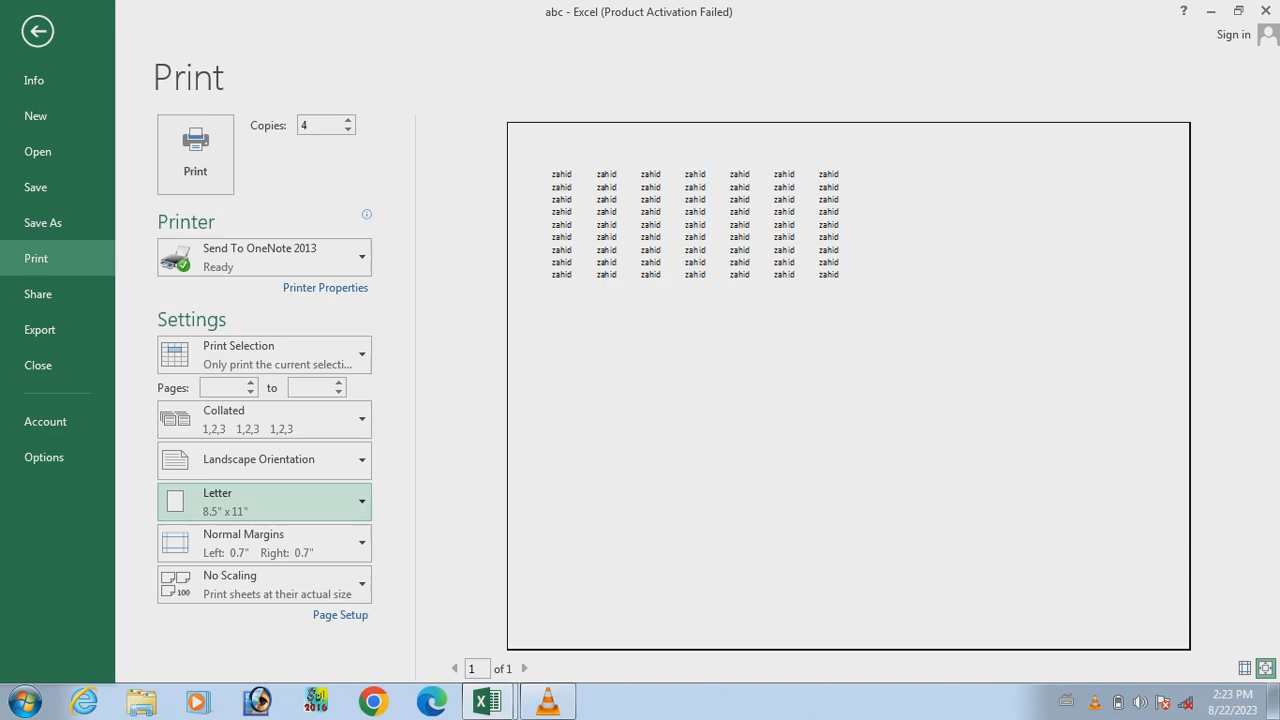 abc - Excel (Product Activation Failed)
?
Sign in
Info
New
Open
Save
Save As
Print
Share
Export
Close
Account
Options
Print
Print
Copies: 4
Printer
Send To OneNote 2013
Ready
Printer Properties
Settings
Print Selection
Only print the current selecti...
Pages: to
Collated
1,2,3 1,2,3 1,2,3
Landscape Orientation
Letter
8.5" x 11"
Normal Margins
Left: 0.7" Right: 0.7"
No Scaling
100 Print sheets at their actual size
Page Setup
zahid zahid zahid zahid zahid zahid zahid
zahid zahid zahid zahid zahid zahid zahid
zahid zahid zahid zahid zahid zahid zahid
zahid zahid zahid zahid zahid zahid zahid
zahid zahid zahid zahid zahid zahid zahid
zahid zahid zahid zahid zahid zahid zahid
zahid zahid zahid zahid zahid zahid zahid
zahid zahid zahid zahid zahid zahid zahid
zahid zahid zahid zahid zahid zahid zahid
1 of 1
2:23 PM
8/22/2023